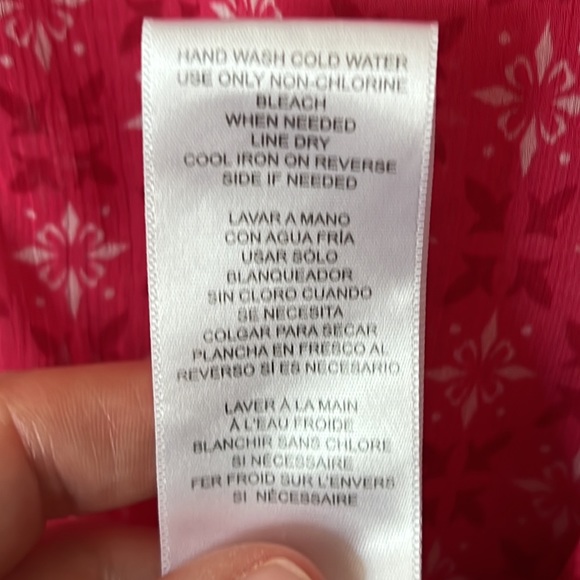 HAND WASH COLD WATER
USE ONLY NON-CHLORINE
BLEACH
WHEN NEEDED
LINE DRY
COOL IRON ON REVERSE
SIDE IF NEEDED
LAVAR A MANO
CON AGUA FRÍA
USAR SÓLO
BLANQUEADOR
SIN CLORO CUANDO
SE NECESITA
COLGAR PARA SECAR
PLANCHA EN FRESCO AL
REVERSO SÍ ES NECESARIO
LAVER À LA MAIN
À L'EAU FROIDE
BLANCHIR SANS CHLORE
SI NÉCESSAIRE
FER FROID SUR L'ENVERS
SI NÉCESSAIRE